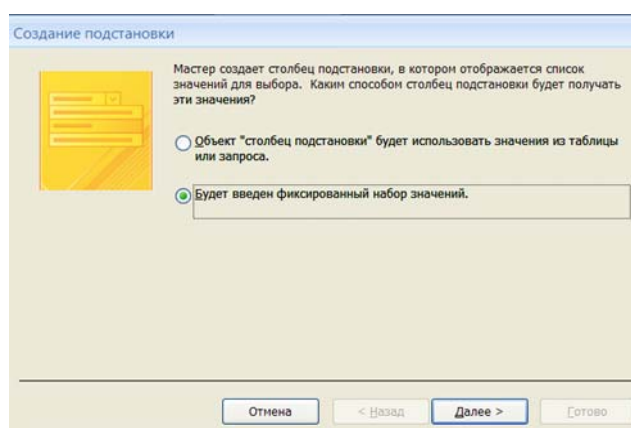 Создание подстановки
Мастер создает столбец подстановки, в котором отображается список
значений для выбора. Каким способом столбец подстановки будет получать
эти значения?
Объект "столбец подстановки" будет использовать значения из таблицы
или запроса.
Будет введен фиксированный набор значений.
Отмена
< Назад
Далее >
Готово